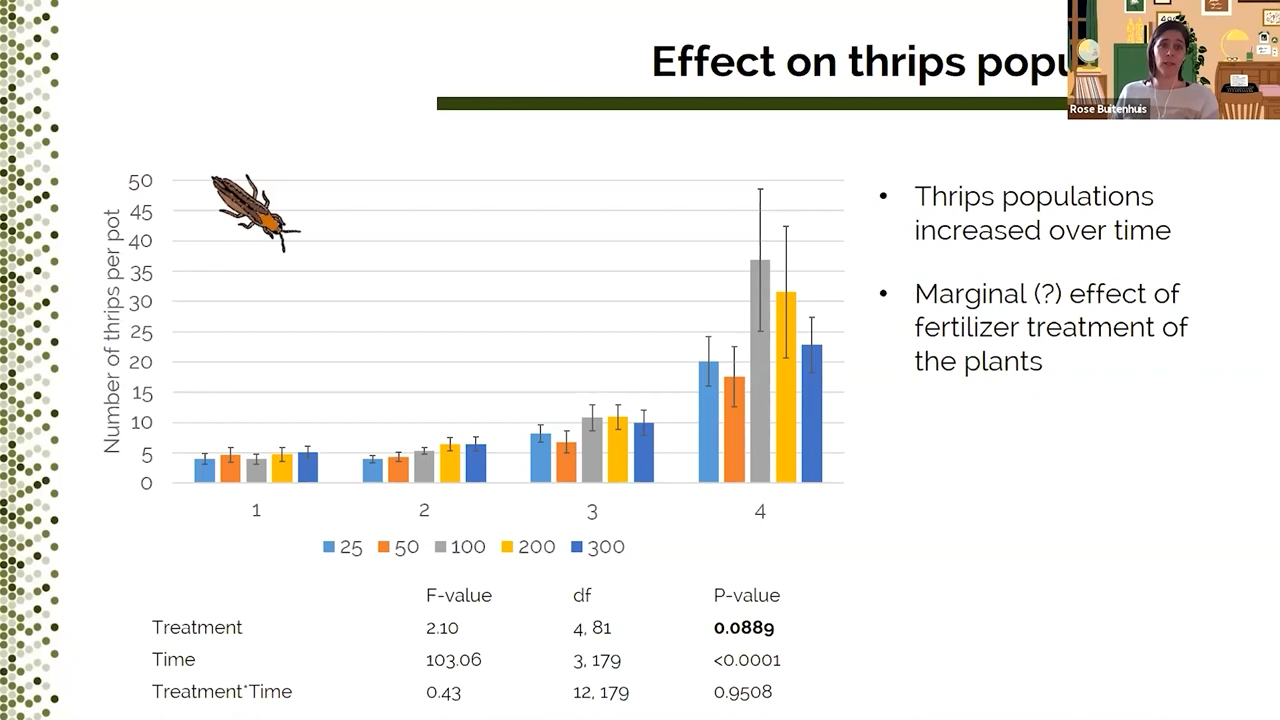 Effect on thrips popu
Rose Buitenhuis
Number of thrips per pot
50
45
40
35
30
25
20
15
10
5
0
1 2 3 4
25 50 100 200 300
• Thrips populations
increased over time
• Marginal (?) effect of
fertilizer treatment of
the plants
F-value df P-value
Treatment 2.10 4, 81 0.0889
Time 103.06 3, 179 <0.0001
Treatment*Time 0.43 12, 179 0.9508